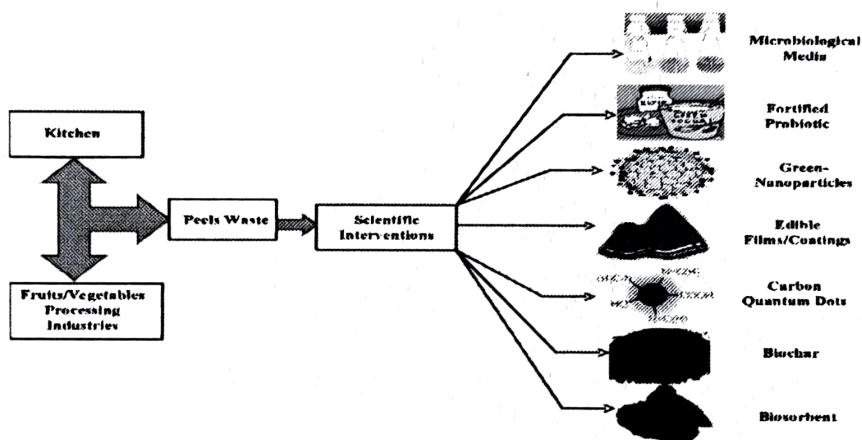 Kitchen
Peels Waste
Fruits/Vegetables
Processing
Industries
Scientific
Interventions
Microbiological
Media
Fortified
Probiotic
Green-
Nanoparticles
Edible
Films/Coatings
Carbon
Quantum Dots
Biochar
Biosorbent